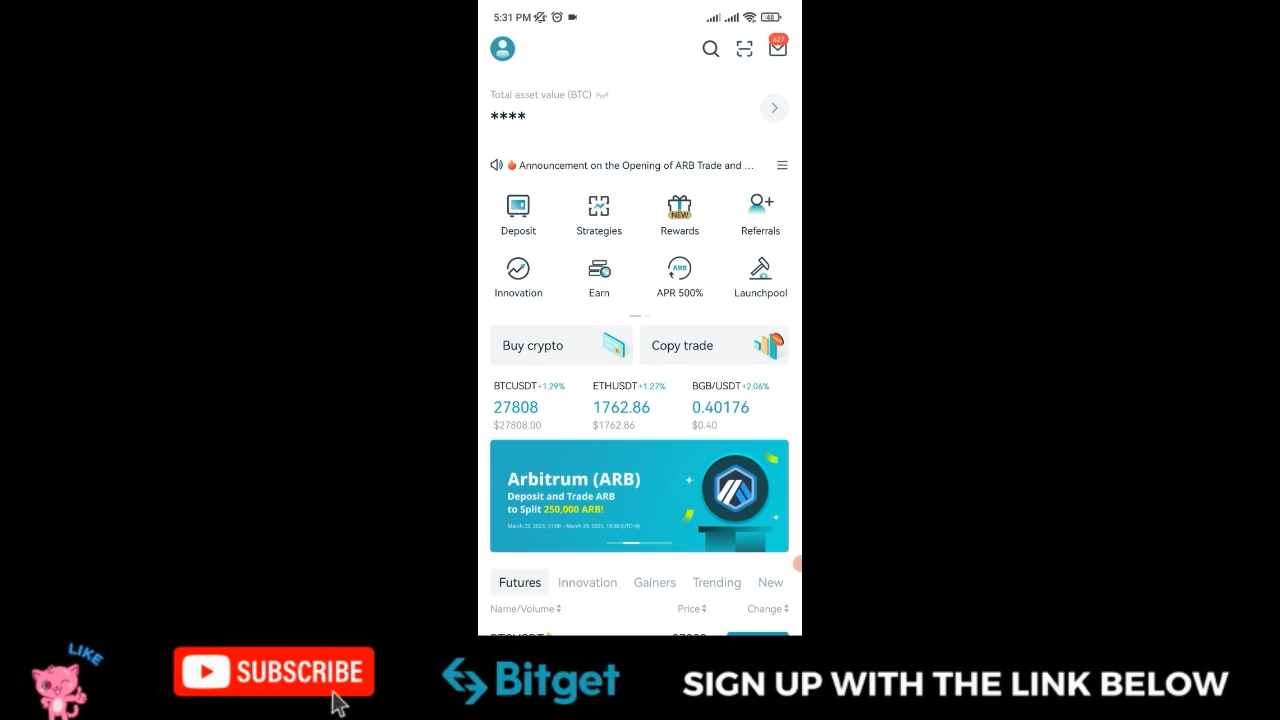 5:31 PM
48
627
Total asset value (BTC)
****
Announcement on the Opening of ARB Trade and ...
Deposit
Strategies
NEW
Rewards
Referrals
Innovation
Earn
ARB
APR 500%
Launchpool
Buy crypto
Copy trade
BTCUSDT+1.29%
ETHUSDT+1.27%
BGB/USDT+2.06%
27808
1762.86
0.40176
$27808.00
$1762.86
$0.40
Arbitrum (ARB)
Deposit and Trade ARB
to Split 250,000 ARB!
Futures
Innovation
Gainers
Trending
New
Name/Volume
Price
Change
LIKE
SUBSCRIBE
Bitget
SIGN UP WITH THE LINK BELOW